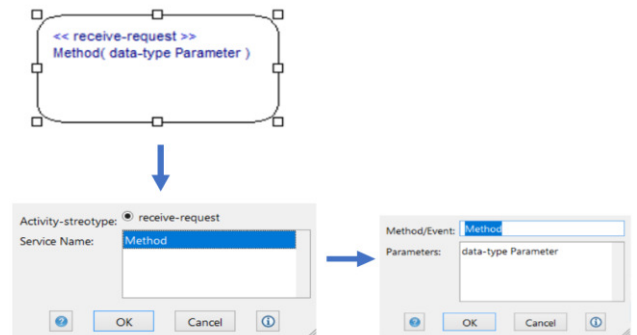 << receive-request >>
Method( data-type Parameter )
Activity-streotype: receive-request
Service Name: Method
OK Cancel
Method/Event: Method
Parameters: data-type Parameter
OK Cancel